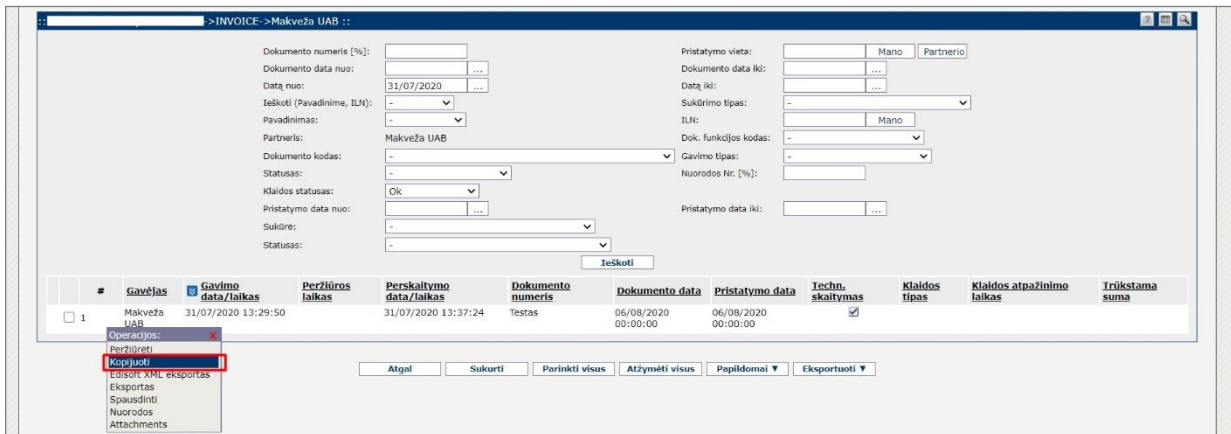 :: ->INVOICE->Makveža UAB ::
Dokumento numeris [%]: Pristatymo vieta: Mano Partnerio
Dokumento data nuo: ... Dokumento data iki: ...
Datą nuo: 31/07/2020 ... Datą iki: ...
Ieškoti (Pavadinime, ILN): - Sukūrimo tipas: -
Pavadinimas: - ILN: Mano
Partneris: Makveža UAB Dok. funkcijos kodas: -
Dokumento kodas: - Gavimo tipas: -
Statusas: - Nuorodos Nr. [%]:
Klaidos statusas: Ok
Pristatymo data nuo: ... Pristatymo data iki: ...
Sukūrė: -
Statusas: -
Ieškoti
# Gavėjas Gavimo data/laikas Peržiūros laikas Perskaitymo data/laikas Dokumento numeris Dokumento data Pristatymo data Techn. skaitymas Klaidos tipas Klaidos atpažinimo laikas Trūkstama suma
1 Makveža UAB 31/07/2020 13:29:50 31/07/2020 13:37:24 Testas 06/08/2020 00:00:00 06/08/2020 00:00:00
Operacijos:
Peržiūrėti
Kopijuoti
Edisoft XML eksportas
Eksportas
Spausdinti
Nuorodos
Attachments
Atgal Sukurti Parinkti visus Atžymėti visus Papildomai ▼ Eksportuoti ▼